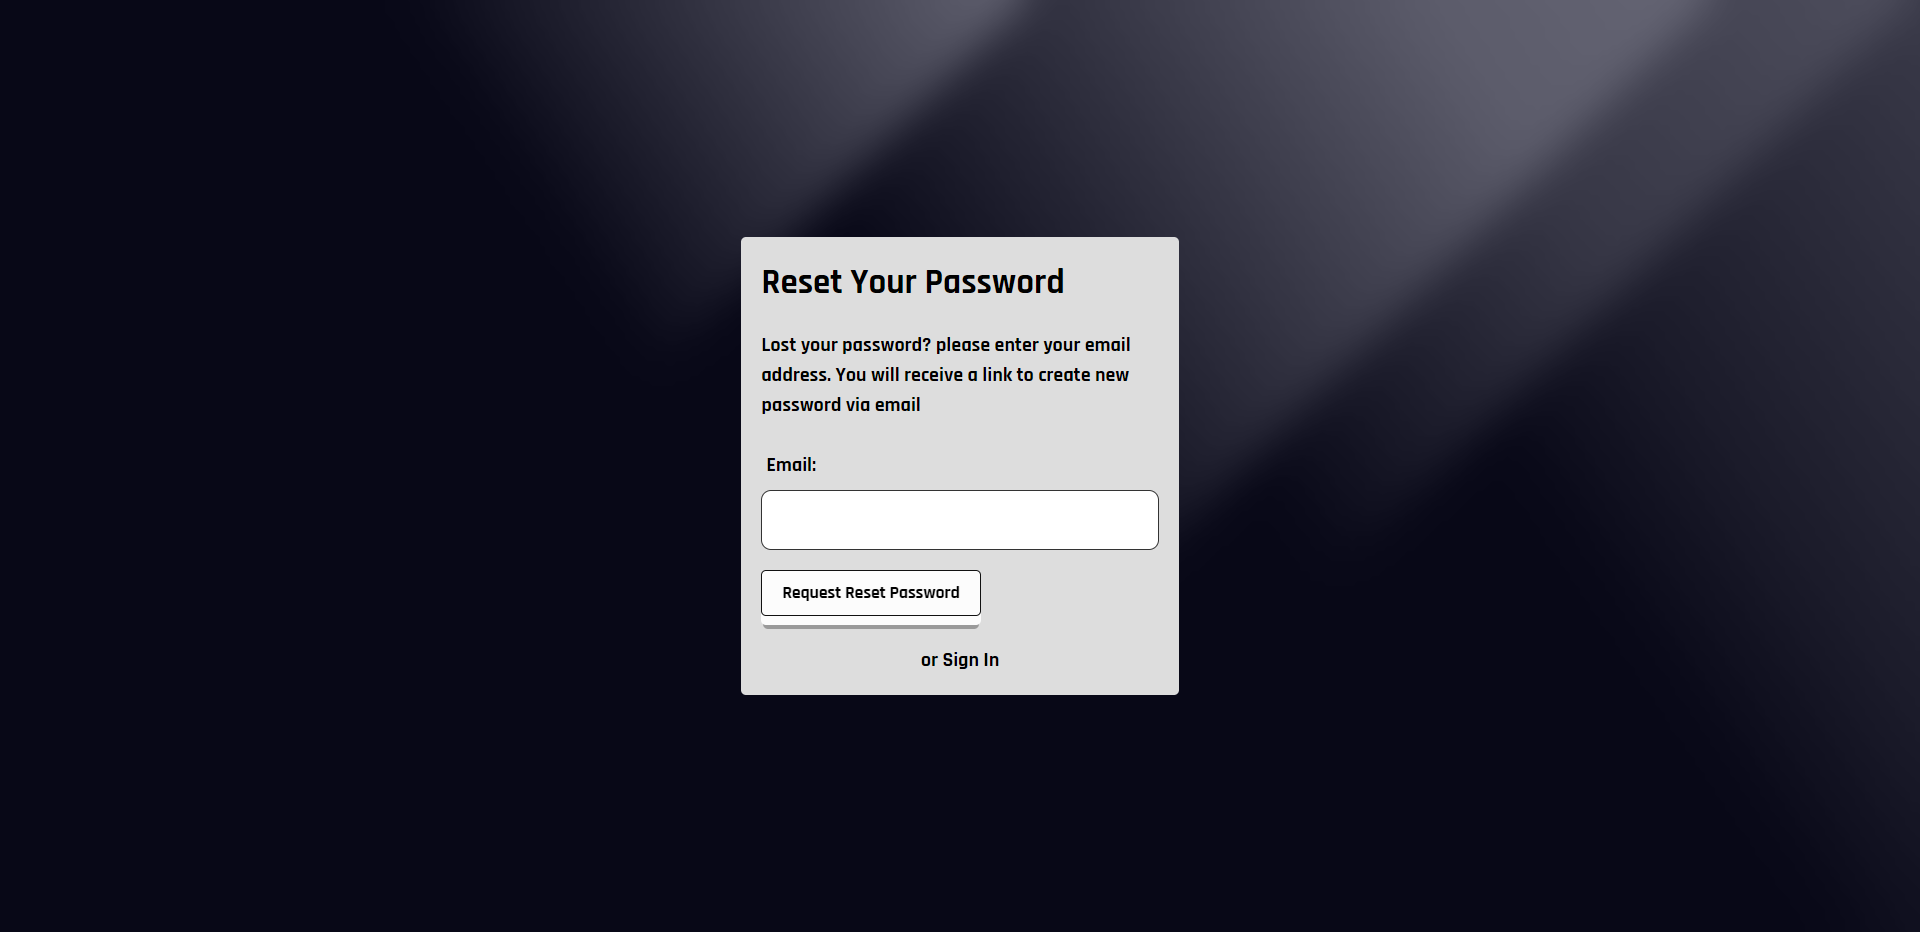 Reset Your Password
Lost your password? please enter your email
address. You will receive a link to create new
password via email
Email:
Request Reset Password
or Sign In